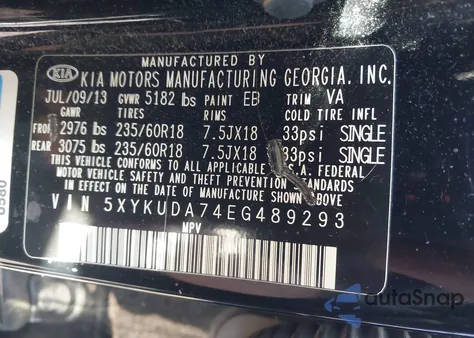 MANUFACTURED BY
KIA KIA MOTORS MANUFACTURING GEORGIA. INC.
JUL/09/13 GVWR 5182 lbs PAINT EB TRIM VA
GAWR TIRES RIMS COLD TIRE INFL
FRONT 2976 lbs 235/60R18 7.5JX18 33psi SINGLE
REAR 3075 lbs 235/60R18 7.5JX18 33psi SINGLE
THIS VEHICLE CONFORMS TO ALL APPLICABLE U.S.A. FEDERAL
MOTOR VEHICLE SAFETY AND THEFT PREVENTION STANDARDS
IN EFFECT ON THE DATE OF MANUFACTURE SHOWN ABOVE
VIN 5XYKUDA74EG489293
MPV
0580
autoSnap